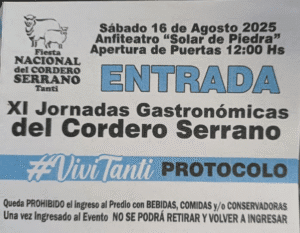 Sábado 16 de Agosto 2025
Anfiteatro "Solar de Piedra"
Apertura de Puertas 12:00 Hs
Fiesta
NACIONAL
del CORDERO
SERRANO
Tanti
ENTRADA
XI Jornadas Gastronómicas
del Cordero Serrano
#ViviTanti PROTOCOLO
Queda PROHIBIDO el ingreso al Predio con BEBIDAS, COMIDAS y/o CONSERVADORAS
Una vez Ingresado al Evento NO SE PODRÁ RETIRAR Y VOLVER A INGRESAR